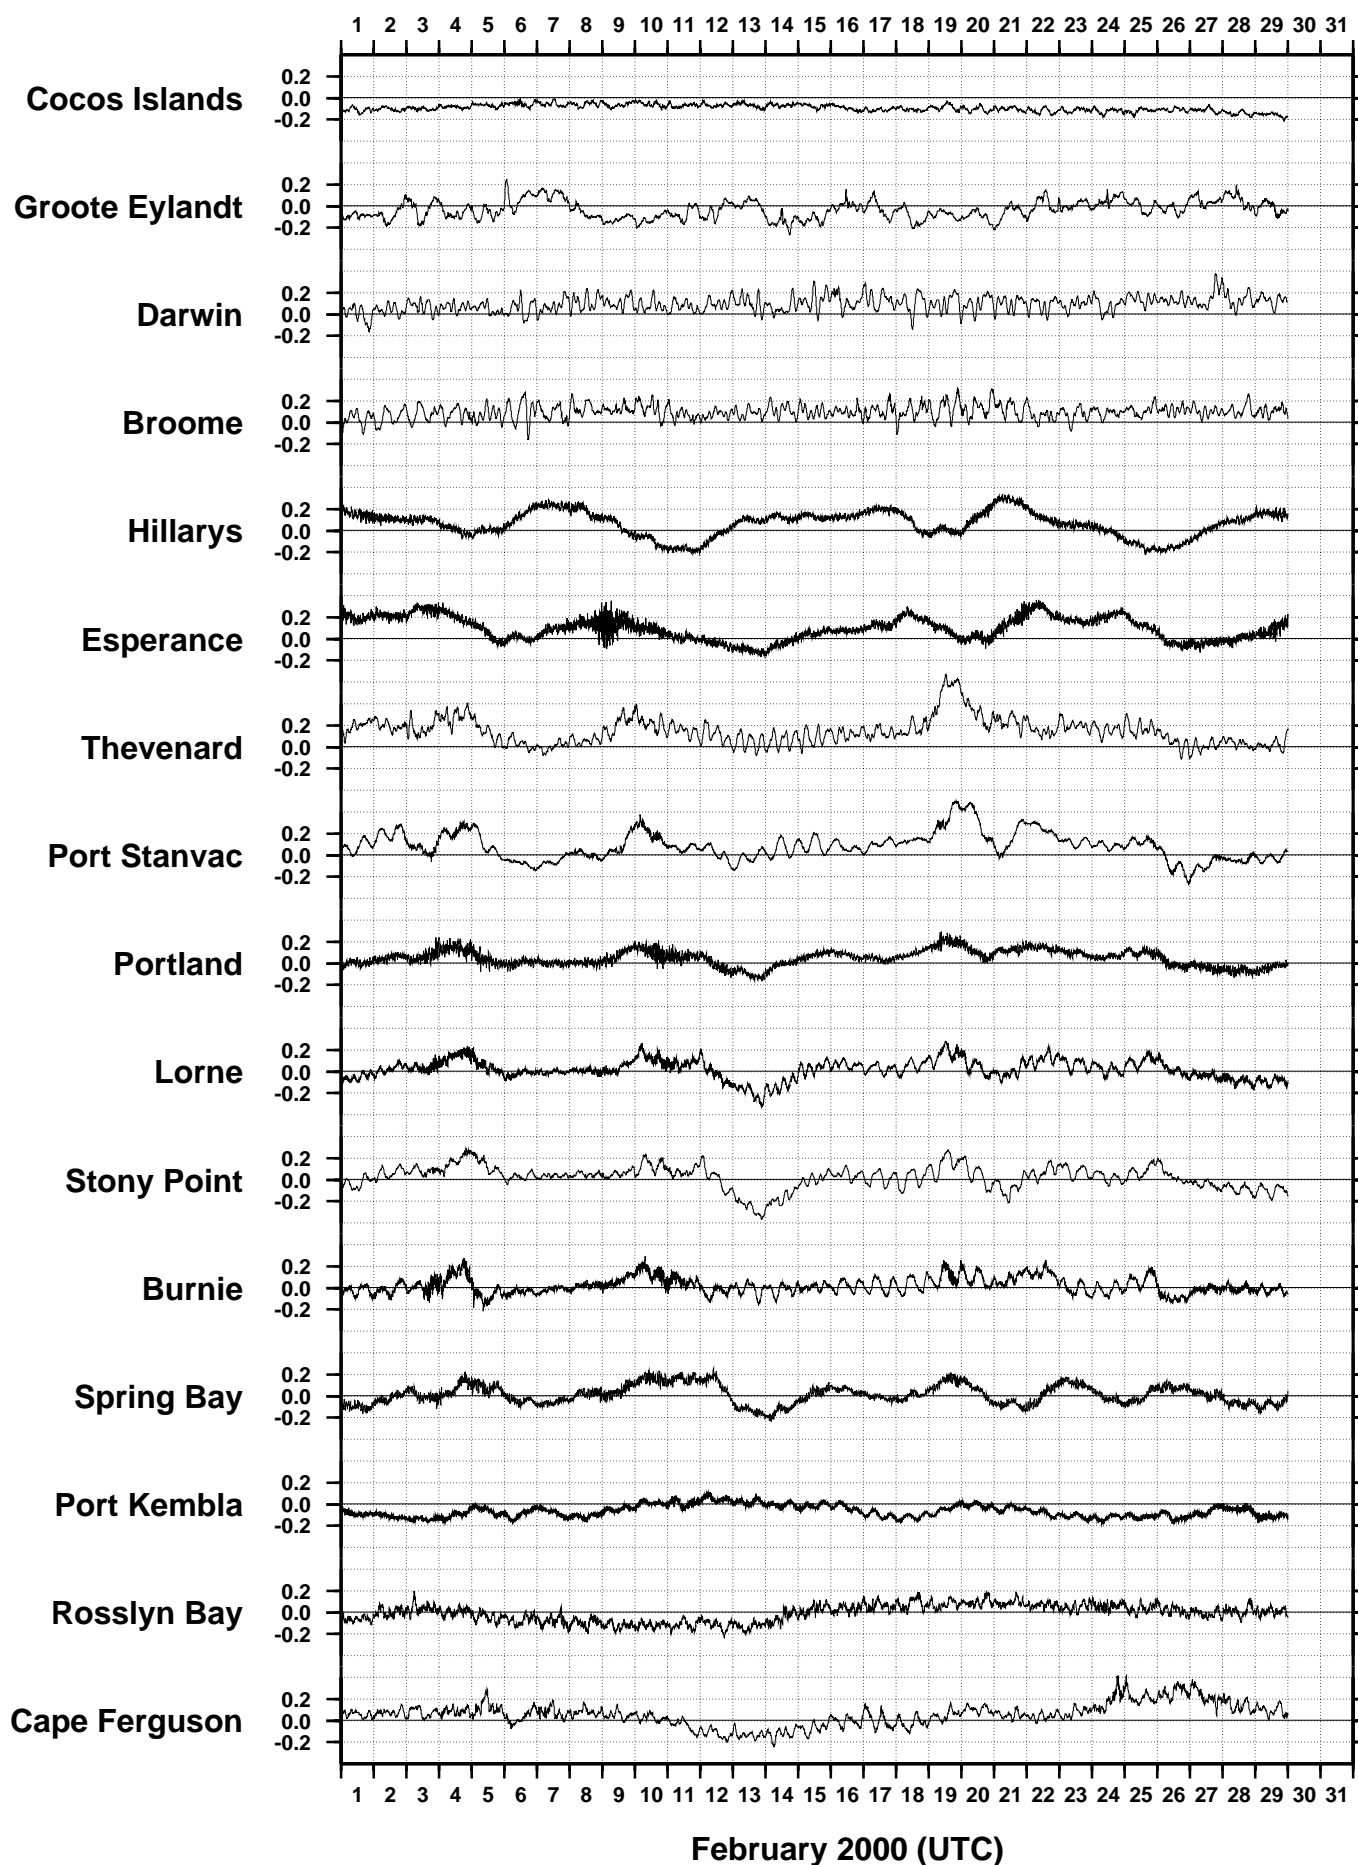 1 2 3 4 5 6 7 8 9 10 11 12 13 14 15 16 17 18 19 20 21 22 23 24 25 26 27 28 29 30 31
0.2
Cocos Islands 0.0
-0.2
0.2
Groote Eylandt 0.0
-0.2
0.2
Darwin 0.0
-0.2
0.2
Broome 0.0
-0.2
0.2
Hillarys 0.0
-0.2
0.2
Esperance 0.0
-0.2
0.2
Thevenard 0.0
-0.2
0.2
Port Stanvac 0.0
-0.2
0.2
Portland 0.0
-0.2
0.2
Lorne 0.0
-0.2
0.2
Stony Point 0.0
-0.2
0.2
Burnie 0.0
-0.2
0.2
Spring Bay 0.0
-0.2
0.2
Port Kembla 0.0
-0.2
0.2
Rosslyn Bay 0.0
-0.2
0.2
Cape Ferguson 0.0
-0.2
1 2 3 4 5 6 7 8 9 10 11 12 13 14 15 16 17 18 19 20 21 22 23 24 25 26 27 28 29 30 31
February 2000 (UTC)